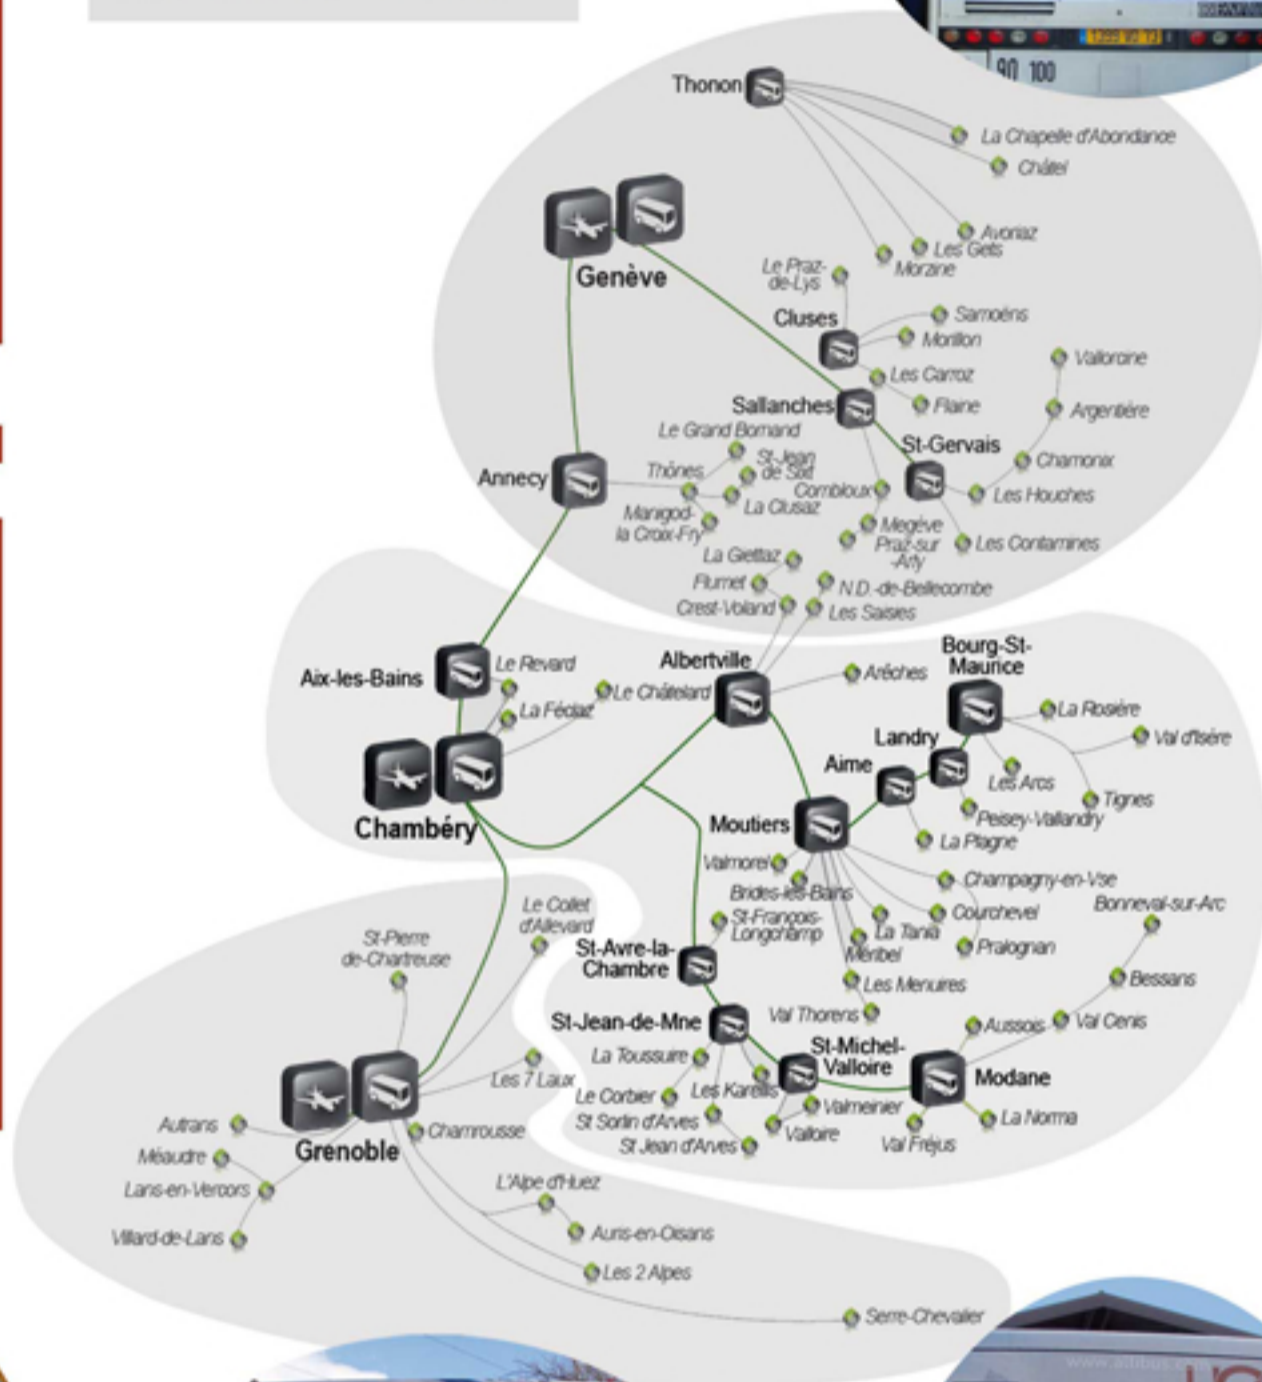 90 100
Thonon
La Chapelle d'Abondance
Châtel
Avoriaz
Les Gets
Morzine
Genève
Le Praz-
de-Lys
Cluses
Samoëns
Morillon
Les Carroz
Flaine
Vallorcine
Argentière
Sallanches
St-Gervais
Chamonix
Les Houches
Les Contamines
Combloux
Megève
Praz-sur
-Arly
Annecy
Le Grand Bornand
Thônes
St-Jean
de Sixt
La Clusaz
Manigod-
la Croix-Fry
La Giettaz
Flumet
Crest-Voland
N.D.-de-Bellecombe
Les Saisies
Aix-les-Bains
Le Revard
La Féclaz
Le Châtelard
Chambéry
Albertville
Arêches
Bourg-St-
Maurice
La Rosière
Val d'Isère
Landry
Aime
Les Arcs
Tignes
Peisey-Vallandry
La Plagne
Moutiers
Valmorel
Brides-les-Bains
Champagny-en-Vse
Courchevel
La Tania
Méribel
Pralognan
Les Menuires
Val Thorens
Bonneval-sur-Arc
Bessans
Val Cenis
Aussois
St-François-
Longchamp
St-Avre-la-
Chambre
St-Jean-de-Mne
La Toussuire
Le Corbier
Les Karellis
St Sorlin d'Arves
St Jean d'Arves
St-Michel-
Valloire
Valmeinier
Valloire
Modane
La Norma
Val Fréjus
Le Collet
d'Allevard
St-Pierre
de-Chartreuse
Les 7 Laux
Chamrousse
Grenoble
Autrans
Méaudre
Lans-en-Vercors
Villard-de-Lans
L'Alpe d'Huez
Auris-en-Oisans
Les 2 Alpes
Serre-Chevalier